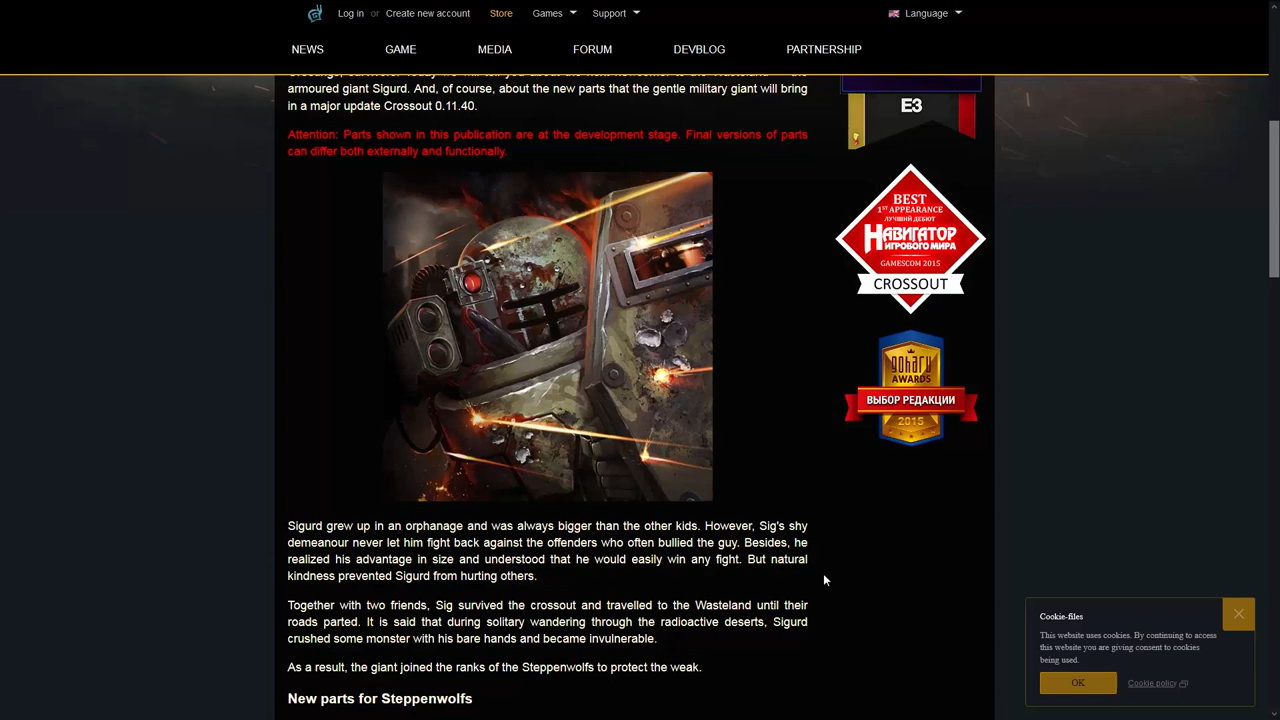 Log in or Create new account Store Games Support Language
NEWS GAME MEDIA FORUM DEVBLOG PARTNERSHIP
armoured giant Sigurd. And, of course, about the new parts that the gentle military giant will bring
in a major update Crossout 0.11.40.
Attention: Parts shown in this publication are at the development stage. Final versions of parts
can differ both externally and functionally.
Sigurd grew up in an orphanage and was always bigger than the other kids. However, Sig's shy
demeanour never let him fight back against the offenders who often bullied the guy. Besides, he
realized his advantage in size and understood that he would easily win any fight. But natural
kindness prevented Sigurd from hurting others.
Together with two friends, Sig survived the crossout and travelled to the Wasteland until their
roads parted. It is said that during solitary wandering through the radioactive deserts, Sigurd
crushed some monster with his bare hands and became invulnerable.
As a result, the giant joined the ranks of the Steppenwolfs to protect the weak.
New parts for Steppenwolfs
E3
BEST
1ST APPEARANCE
ЛУЧШИЙ ДЕБЮТ
НАВИГАТОР
ИГРОВОГО МИРА
GAMESCOM 2015
CROSSOUT
goharu
AWARDS
ВЫБОР РЕДАКЦИИ
2015
Cookie-files
This website uses cookies. By continuing to access
this website you are giving consent to cookies
being used.
OK Cookie policy